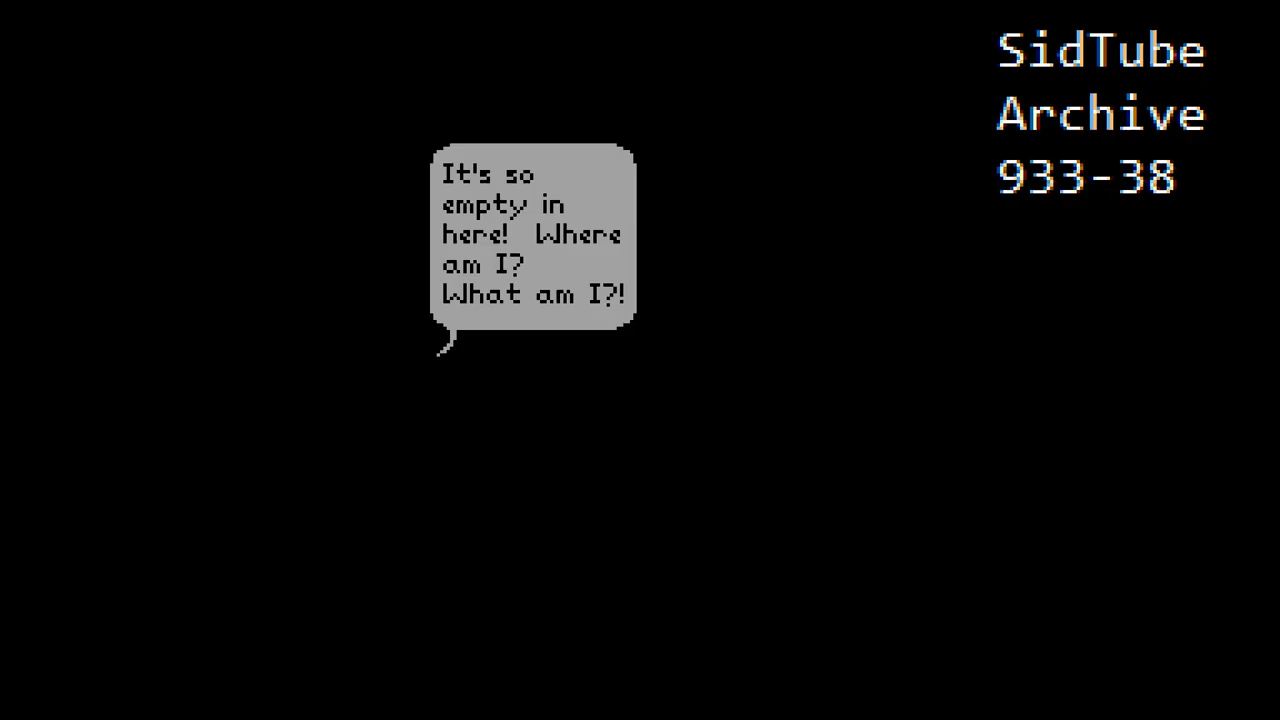 SidTube
Archive
933-38
It's so
empty in
here!  Where
am I?
What am I?!